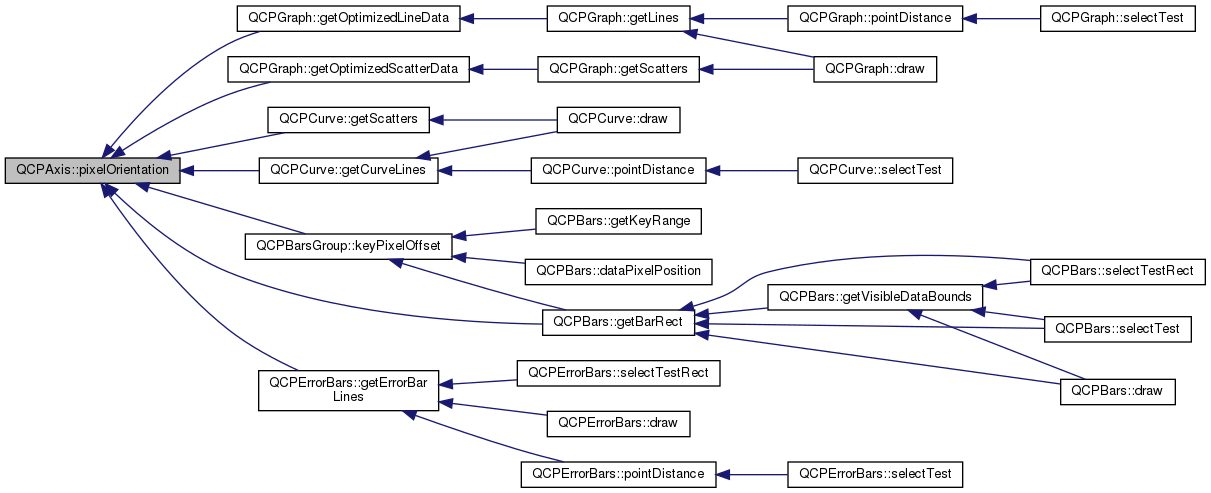 QCPGraph::getOptimizedLineData
QCPGraph::getLines
QCPGraph::pointDistance
QCPGraph::selectTest
QCPGraph::getOptimizedScatterData
QCPGraph::getScatters
QCPGraph::draw
QCPCurve::getScatters
QCPCurve::draw
QCPAxis::pixelOrientation
QCPCurve::getCurveLines
QCPCurve::pointDistance
QCPCurve::selectTest
QCPBars::getKeyRange
QCPBarsGroup::keyPixelOffset
QCPBars::dataPixelPosition
QCPBars::selectTestRect
QCPBars::getVisibleDataBounds
QCPBars::getBarRect
QCPBars::selectTest
QCPErrorBars::getErrorBar
Lines
QCPErrorBars::selectTestRect
QCPBars::draw
QCPErrorBars::draw
QCPErrorBars::pointDistance
QCPErrorBars::selectTest